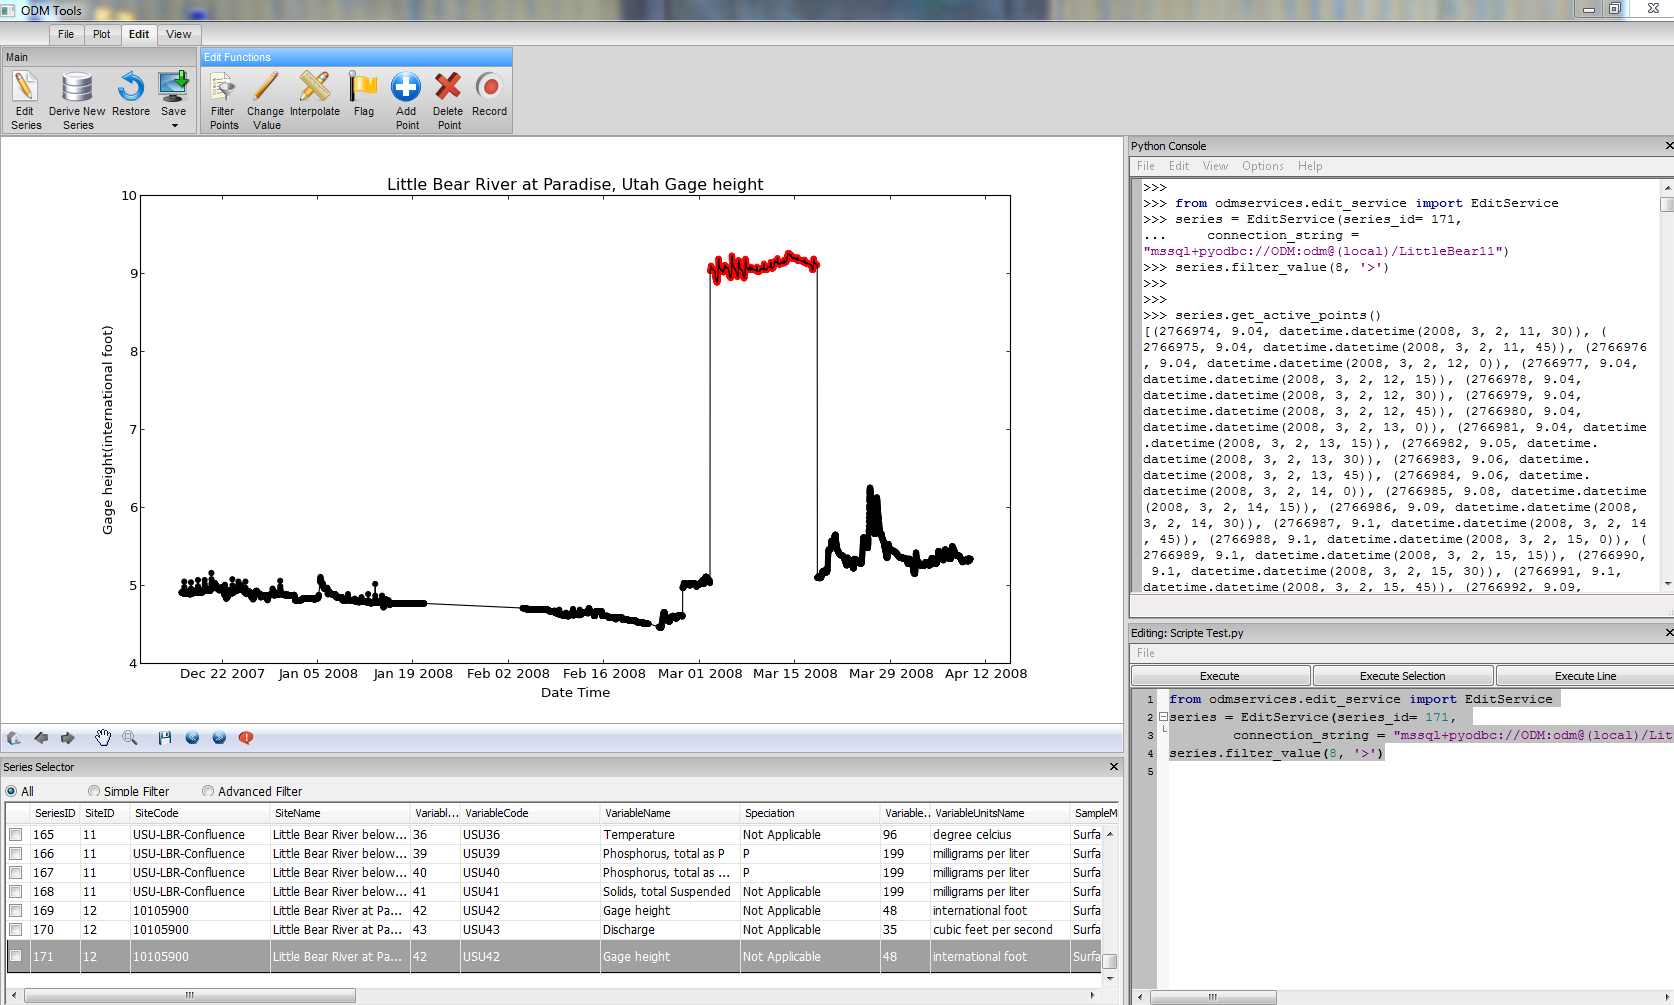 ODM Tools
File Plot Edit View
Main
Edit Functions
Edit Series
Derive New Series
Restore
Save
Filter Points
Change Value
Interpolate
Flag
Add Point
Delete Point
Record
Little Bear River at Paradise, Utah Gage height
10
9
8
7
6
5
4
Gage height(international foot)
Dec 22 2007 Jan 05 2008 Jan 19 2008 Feb 02 2008 Feb 16 2008 Mar 01 2008 Mar 15 2008 Mar 29 2008 Apr 12 2008
Date Time
Python Console
File Edit View Options Help
>>>
>>> from odmservices.edit_service import EditService
>>> series = EditService(series_id= 171,
...     connection_string =
"mssql+pyodbc://ODM:odm@(local)/LittleBear11")
>>> series.filter_value(8, '>')
>>>
>>>
>>> series.get_active_points()
[(2766974, 9.04, datetime.datetime(2008, 3, 2, 11, 30)), (
2766975, 9.04, datetime.datetime(2008, 3, 2, 11, 45)), (2766976
, 9.04, datetime.datetime(2008, 3, 2, 12, 0)), (2766977, 9.04,
datetime.datetime(2008, 3, 2, 12, 15)), (2766978, 9.04,
datetime.datetime(2008, 3, 2, 12, 30)), (2766979, 9.04,
datetime.datetime(2008, 3, 2, 12, 45)), (2766980, 9.04,
datetime.datetime(2008, 3, 2, 13, 0)), (2766981, 9.04, datetime
.datetime(2008, 3, 2, 13, 15)), (2766982, 9.05, datetime.
datetime(2008, 3, 2, 13, 30)), (2766983, 9.06, datetime.
datetime(2008, 3, 2, 13, 45)), (2766984, 9.06, datetime.
datetime(2008, 3, 2, 14, 0)), (2766985, 9.08, datetime.datetime
(2008, 3, 2, 14, 15)), (2766986, 9.09, datetime.datetime(2008,
3, 2, 14, 30)), (2766987, 9.1, datetime.datetime(2008, 3, 2, 14
, 45)), (2766988, 9.1, datetime.datetime(2008, 3, 2, 15, 0)), (
2766989, 9.1, datetime.datetime(2008, 3, 2, 15, 15)), (2766990,
9.1, datetime.datetime(2008, 3, 2, 15, 30)), (2766991, 9.1,
datetime.datetime(2008, 3, 2, 15, 45)), (2766992, 9.09,
Editing: Scripte Test.py
File
Execute Execute Selection Execute Line
1 from odmservices.edit_service import EditService
2 series = EditService(series_id= 171,
3 connection_string = "mssql+pyodbc://ODM:odm@(local)/Lit
4 series.filter_value(8, '>')
5
Series Selector
All Simple Filter Advanced Filter
SeriesID SiteID SiteCode SiteName Variabl... VariableCode VariableName Speciation Variable... VariableUnitsName SampleM
165 11 USU-LBR-Confluence Little Bear River below... 36 USU36 Temperature Not Applicable 96 degree celcius Surfa
166 11 USU-LBR-Confluence Little Bear River below... 39 USU39 Phosphorus, total as P P 199 milligrams per liter Surfa
167 11 USU-LBR-Confluence Little Bear River below... 40 USU40 Phosphorus, total as ... P 199 milligrams per liter Surfa
168 11 USU-LBR-Confluence Little Bear River below... 41 USU41 Solids, total Suspended Not Applicable 199 milligrams per liter Surfa
169 12 10105900 Little Bear River at Pa... 42 USU42 Gage height Not Applicable 48 international foot Surfa
170 12 10105900 Little Bear River at Pa... 43 USU43 Discharge Not Applicable 35 cubic feet per second Surfa
171 12 10105900 Little Bear River at Pa... 42 USU42 Gage height Not Applicable 48 international foot Surfa